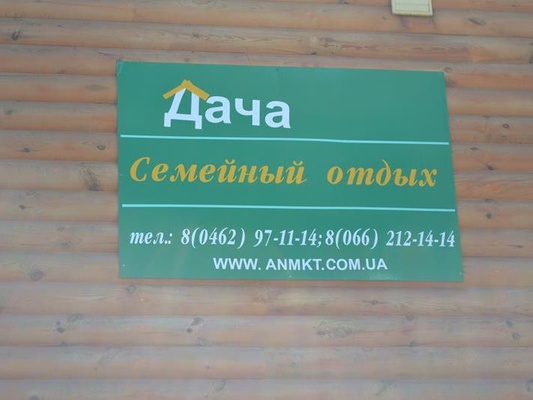 Дача
Семейный отдых
тел.: 8(0462) 97-11-14; 8(066) 212-14-14
WWW. ANMKT.COM.UA